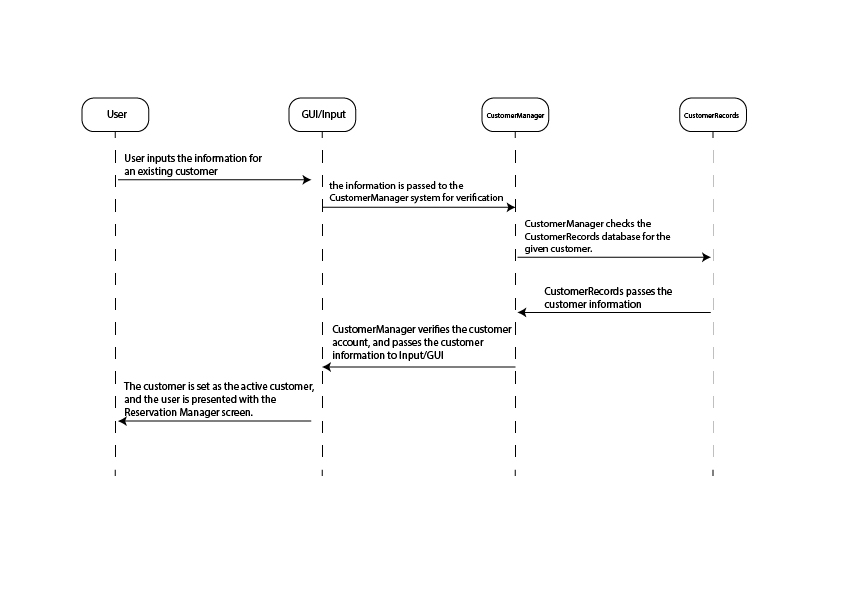 User
GUI/Input
CustomerManager
CustomerRecords
User inputs the information for
an existing customer
the information is passed to the
CustomerManager system for verification
CustomerManager checks the
CustomerRecords database for the
given customer.
CustomerRecords passes the
customer information
CustomerManager verifies the customer
account, and passes the customer
information to Input/GUI
The customer is set as the active customer,
and the user is presented with the
Reservation Manager screen.